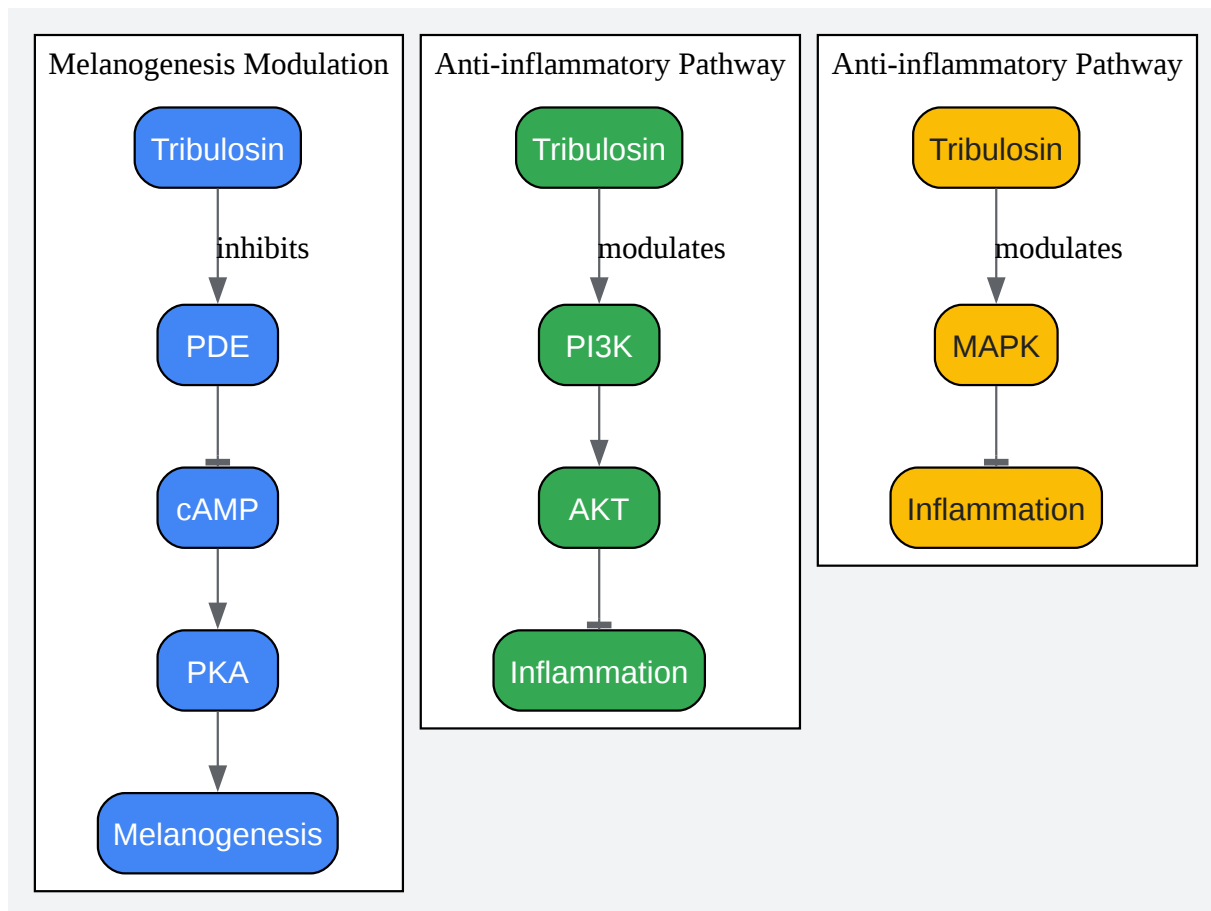 Melanogenesis Modulation
Tribulosin
inhibits
PDE
cAMP
PKA
Melanogenesis
Anti-inflammatory Pathway
Tribulosin
modulates
PI3K
AKT
Inflammation
Anti-inflammatory Pathway
Tribulosin
modulates
MAPK
Inflammation